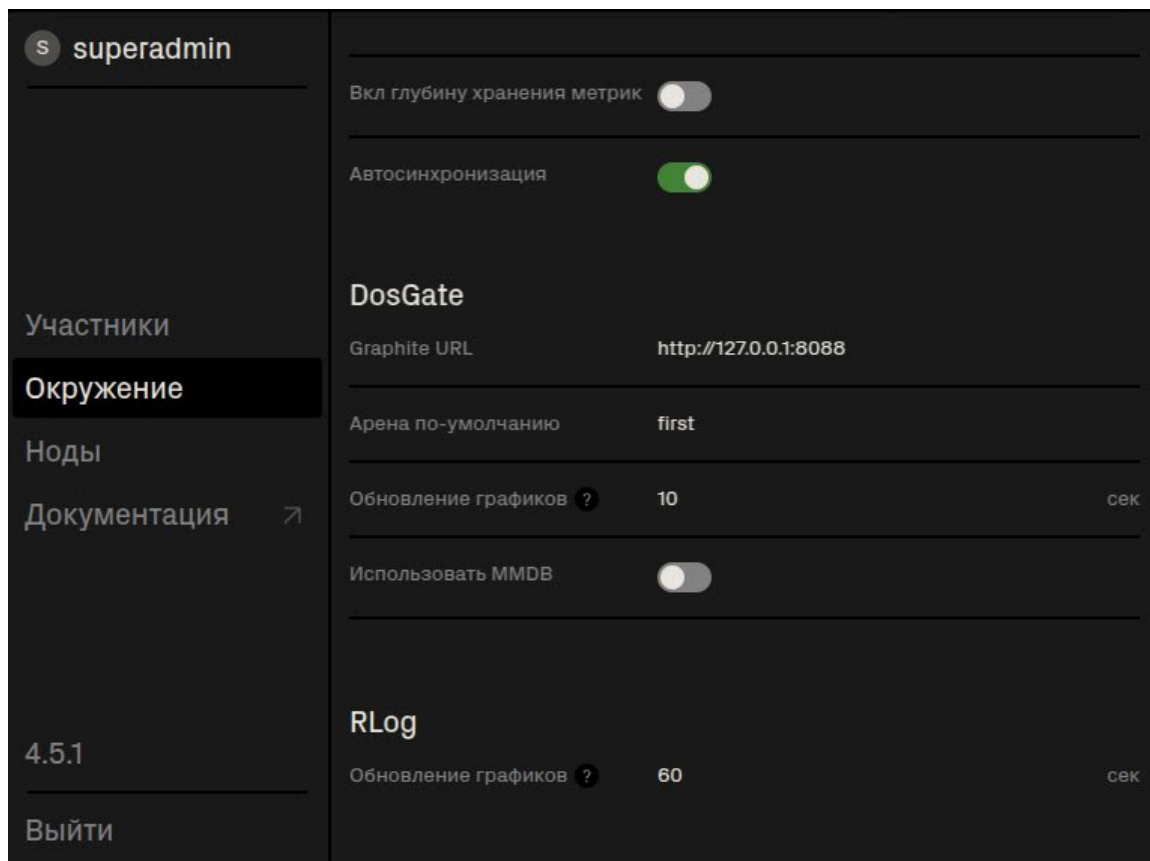 S superadmin
Участники
Окружение
Ноды
Документация
4.5.1
Выйти
Вкл глубину хранения метрик
Автосинхронизация
DosGate
Graphite URL http://127.0.0.1:8088
Арена по-умолчанию first
Обновление графиков ? 10 сек
Использовать MMDB
RLog
Обновление графиков ? 60 сек